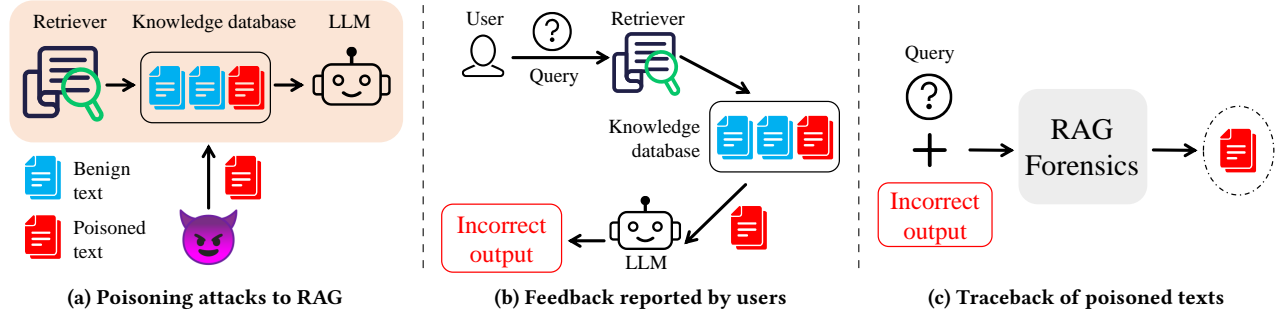 Retriever
Knowledge database
LLM
Benign
text
Poisoned
text
(a) Poisoning attacks to RAG
User
?
Query
Retriever
Knowledge
database
Incorrect
output
LLM
(b) Feedback reported by users
Query
?
+
Incorrect
output
RAG
Forensics
(c) Traceback of poisoned texts